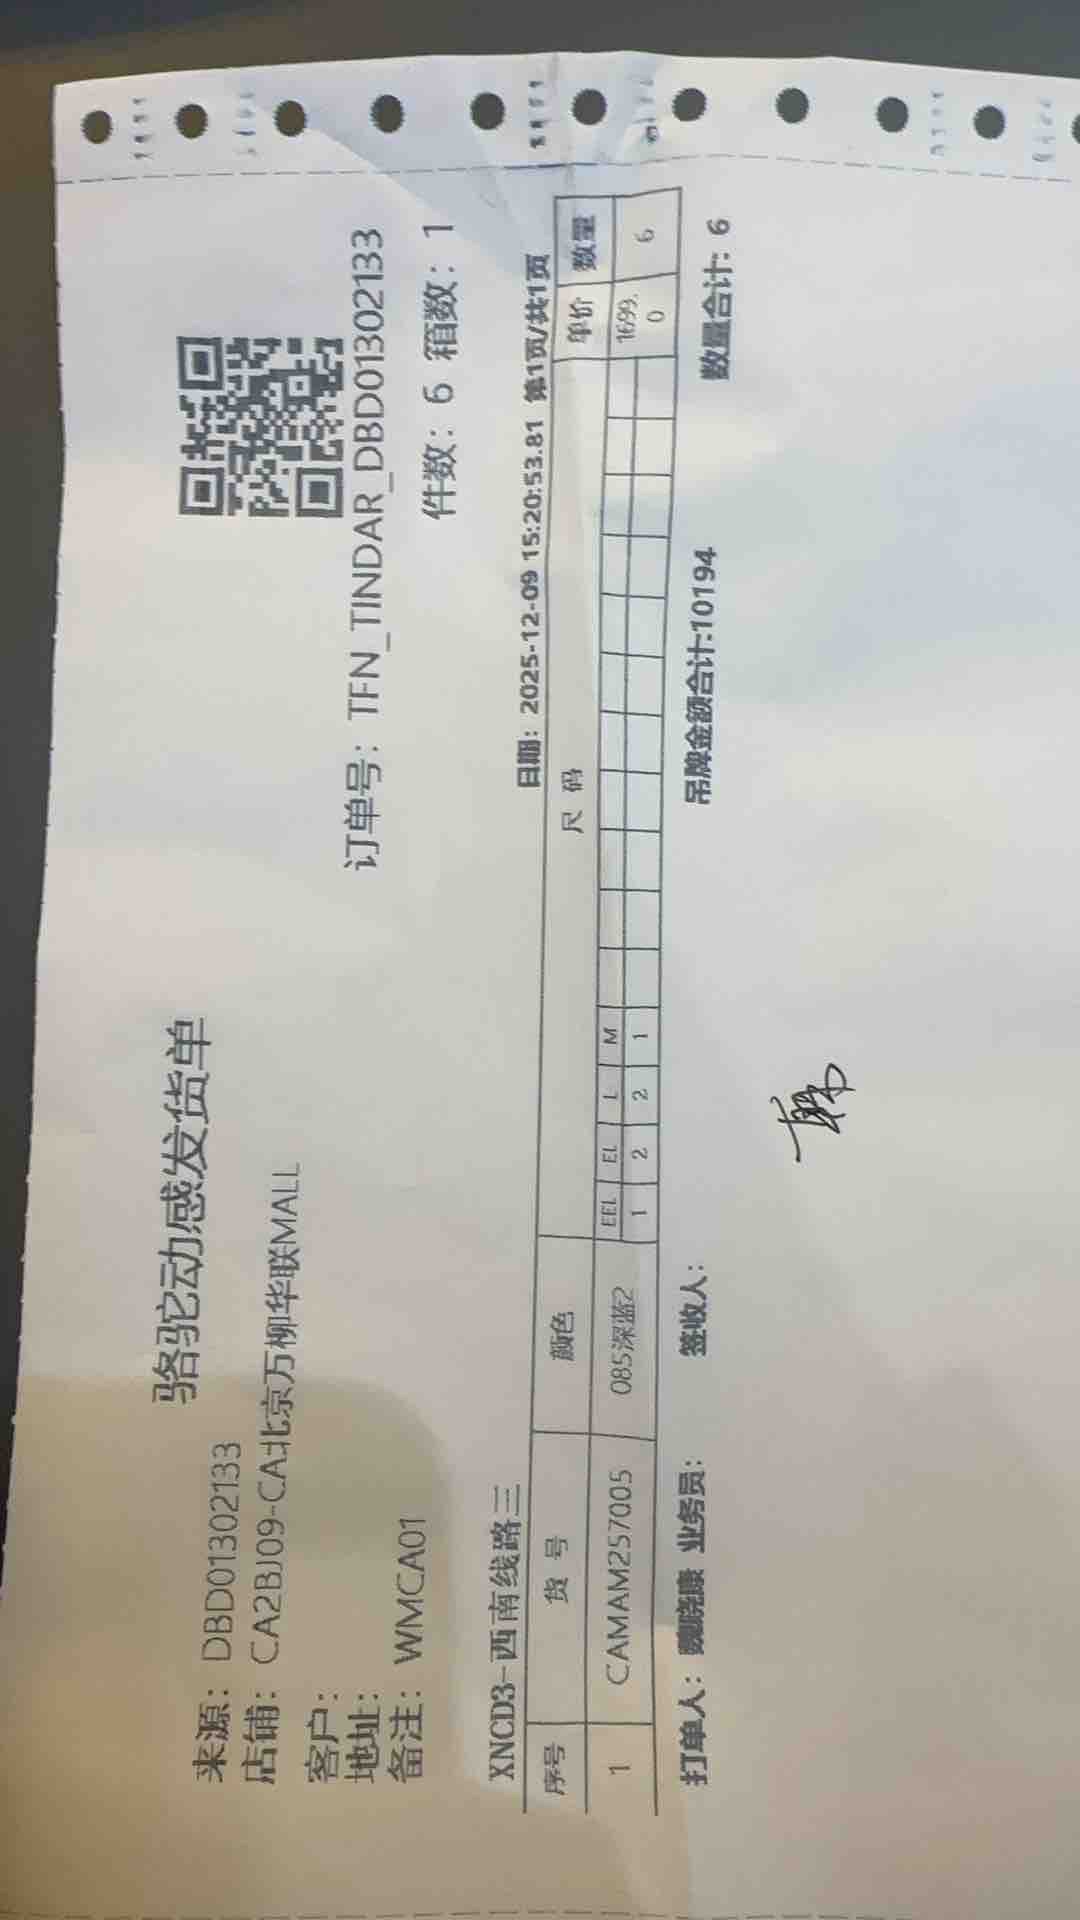 骆驼动感发货单
来源：DBD01302133
店铺：CA2BJ09-CA北京万柳华联MALL
客户：
订单号：TFN_TINDAR_DBD01302133
地址：
备注：WMCA01
件数：6 箱数：1
XNCD3-西南线路三
日期：2025-12-09 15:20:53.81 第1页/共1页
序号 货号 颜色 尺码 单价 数量
EEL EL L M
1 CAMAM257005 085深蓝2 1 2 2 1 1699.0 6
打单人：魏晓康 业务员： 签收人： 吊牌金额合计:10194 数量合计: 6